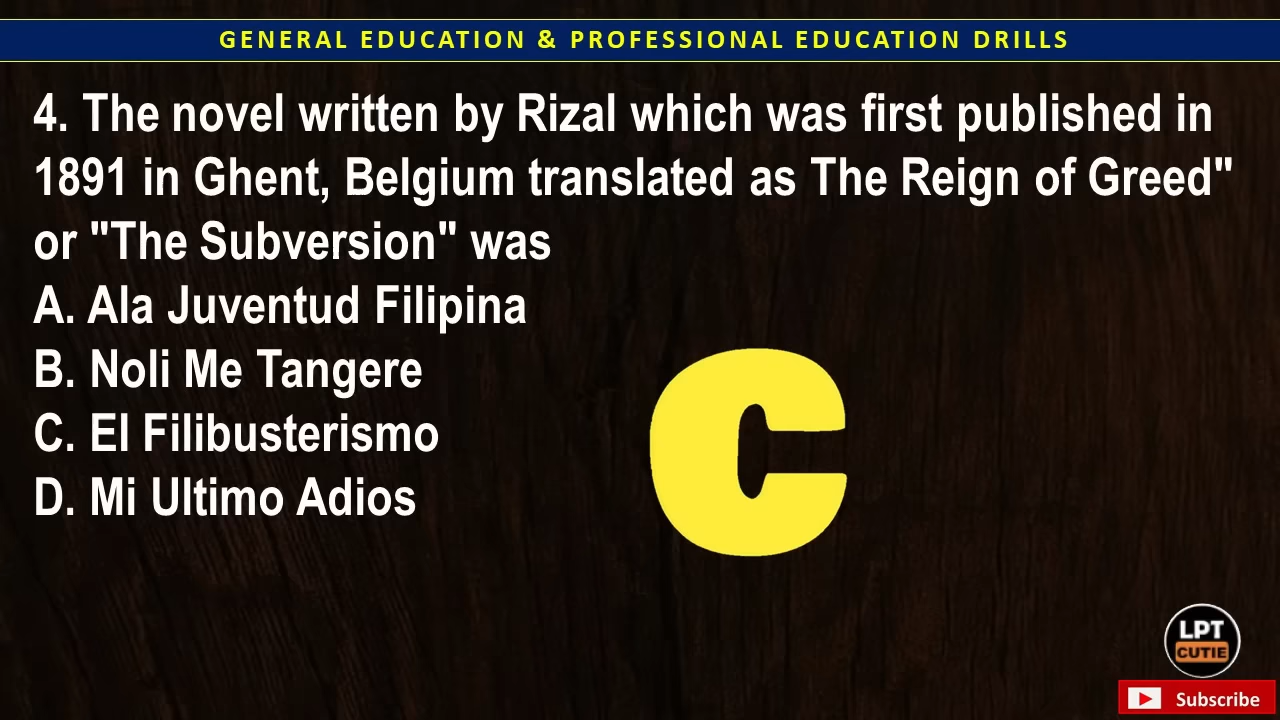 GENERAL EDUCATION & PROFESSIONAL EDUCATION DRILLS
4. The novel written by Rizal which was first published in
1891 in Ghent, Belgium translated as The Reign of Greed"
or "The Subversion" was
A. Ala Juventud Filipina
B. Noli Me Tangere
C. El Filibusterismo
D. Mi Ultimo Adios
C
LPT
CUTIE
Subscribe